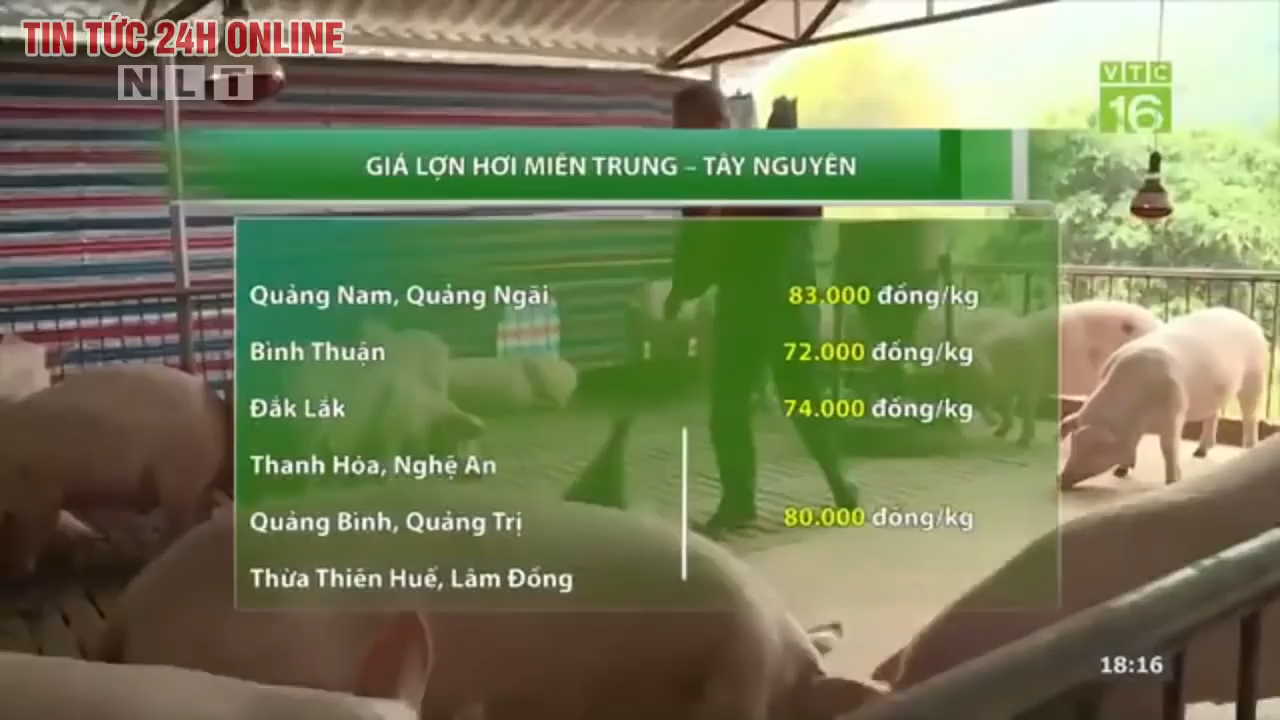 TIN TỨC 24H ONLINE
NLT
VTC
16
GIÁ LỢN HƠI MIỀN TRUNG – TÂY NGUYÊN
Quảng Nam, Quảng Ngãi 83.000 đồng/kg
Bình Thuận 72.000 đồng/kg
Đắk Lắk 74.000 đồng/kg
Thanh Hóa, Nghệ An
Quảng Bình, Quảng Trị 80.000 đồng/kg
Thừa Thiên Huế, Lâm Đồng
18:16